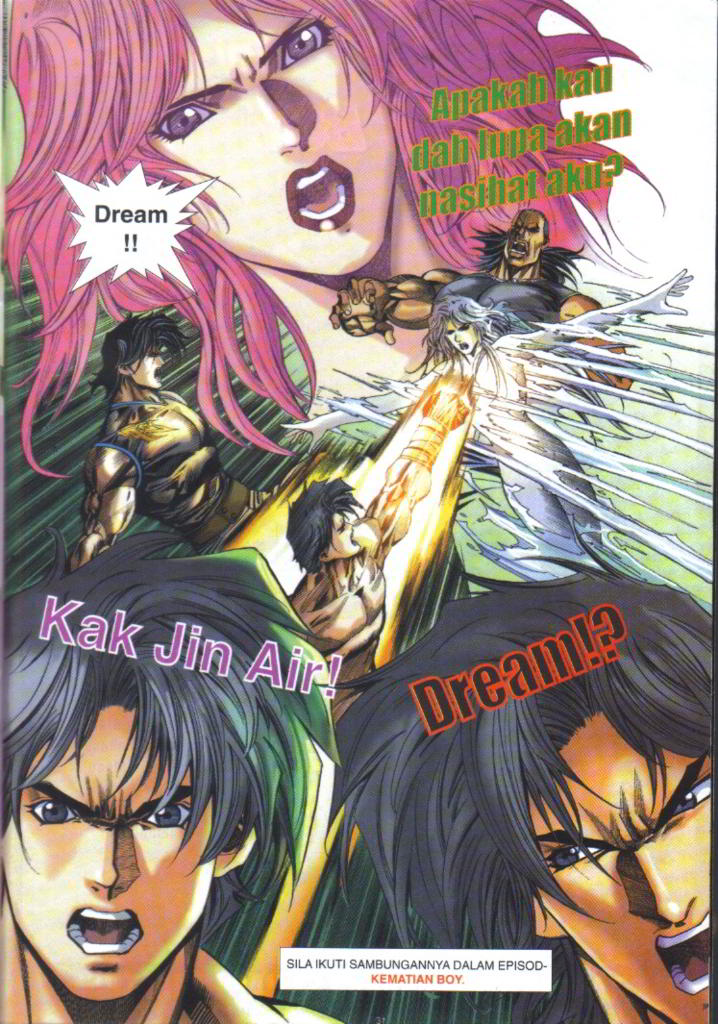 Apakah kau
dah lupa akan
nasihat aku?
Dream
!!
Kak Jin Air!
Dream!?
SILA IKUTI SAMBUNGANNYA DALAM EPISOD-
KEMATIAN BOY.
31